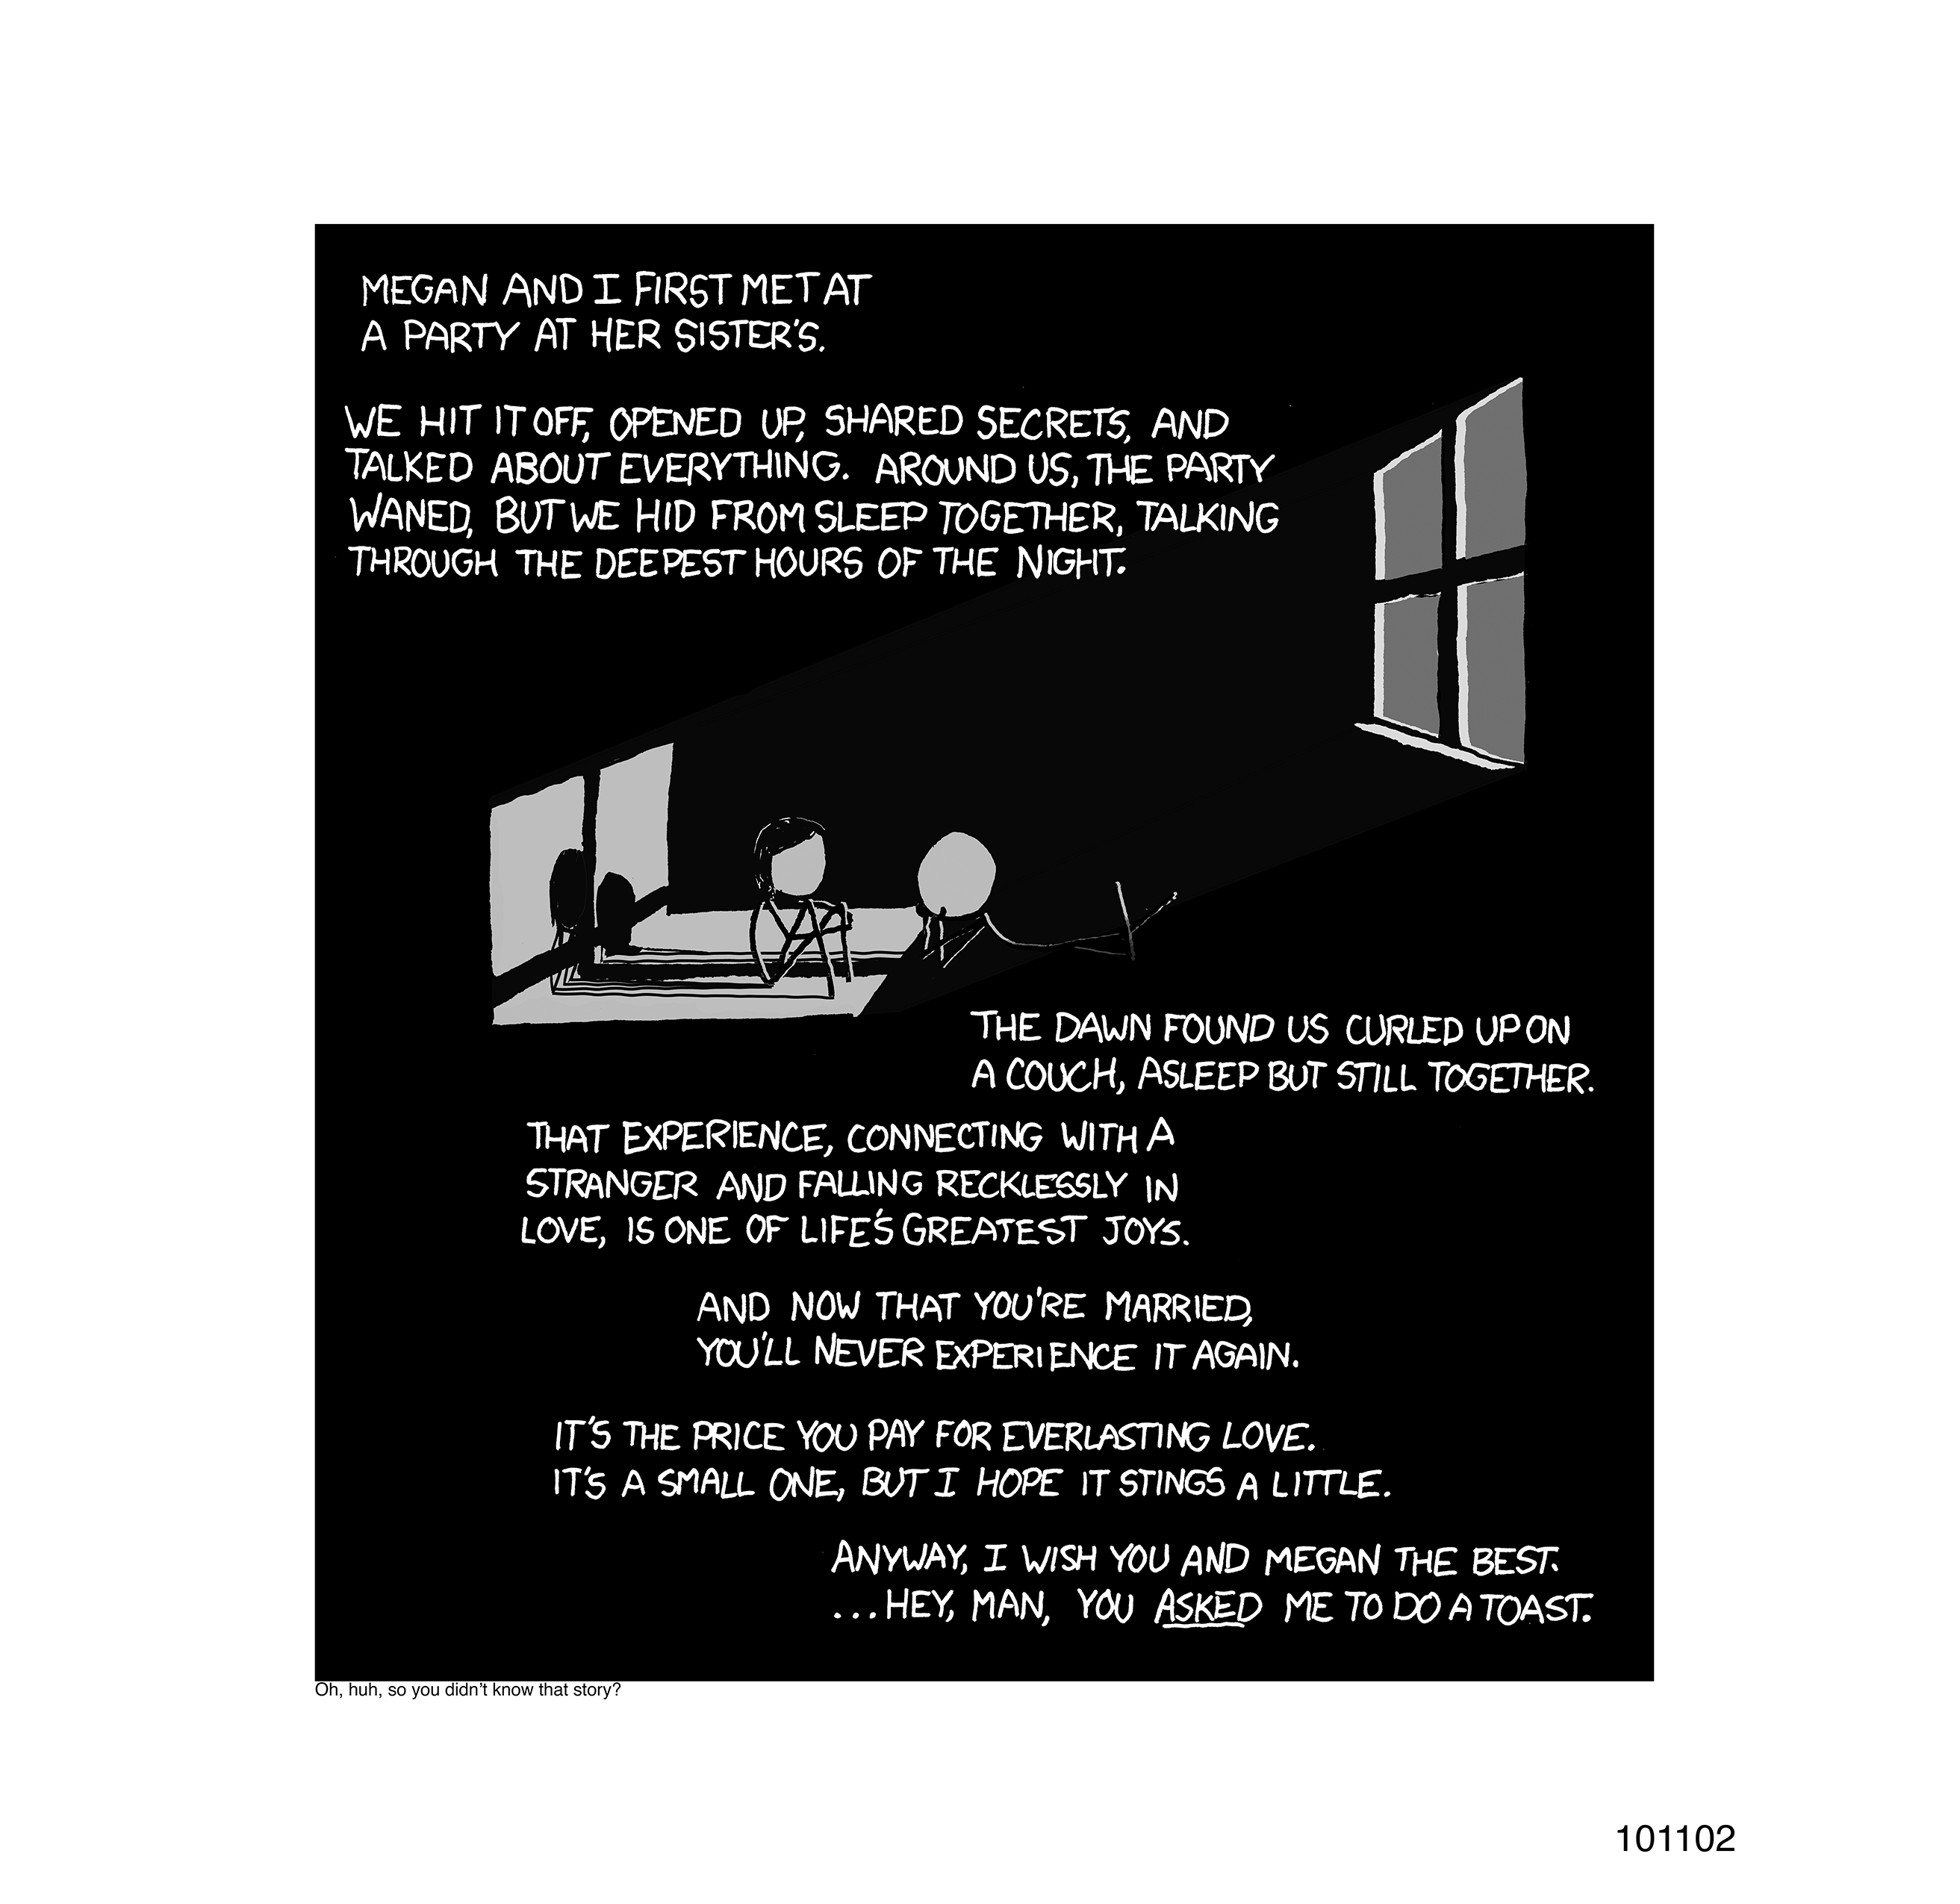 MEGAN AND I FIRST MET AT
A PARTY AT HER SISTER'S.
WE HIT IT OFF, OPENED UP, SHARED SECRETS, AND
TALKED ABOUT EVERYTHING. AROUND US, THE PARTY
WANED, BUT WE HID FROM SLEEP TOGETHER, TALKING
THROUGH THE DEEPEST HOURS OF THE NIGHT.
THE DAWN FOUND US CURLED UP ON
A COUCH, ASLEEP BUT STILL TOGETHER.
THAT EXPERIENCE, CONNECTING WITH A
STRANGER AND FALLING RECKLESSLY IN
LOVE, IS ONE OF LIFE'S GREATEST JOYS.
AND NOW THAT YOU'RE MARRIED,
YOU'LL NEVER EXPERIENCE IT AGAIN.
IT'S THE PRICE YOU PAY FOR EVERLASTING LOVE.
IT'S A SMALL ONE, BUT I HOPE IT STINGS A LITTLE.
ANYWAY, I WISH YOU AND MEGAN THE BEST.
...HEY, MAN, YOU ASKED ME TO DO A TOAST.
Oh, huh, so you didn't know that story?
101102